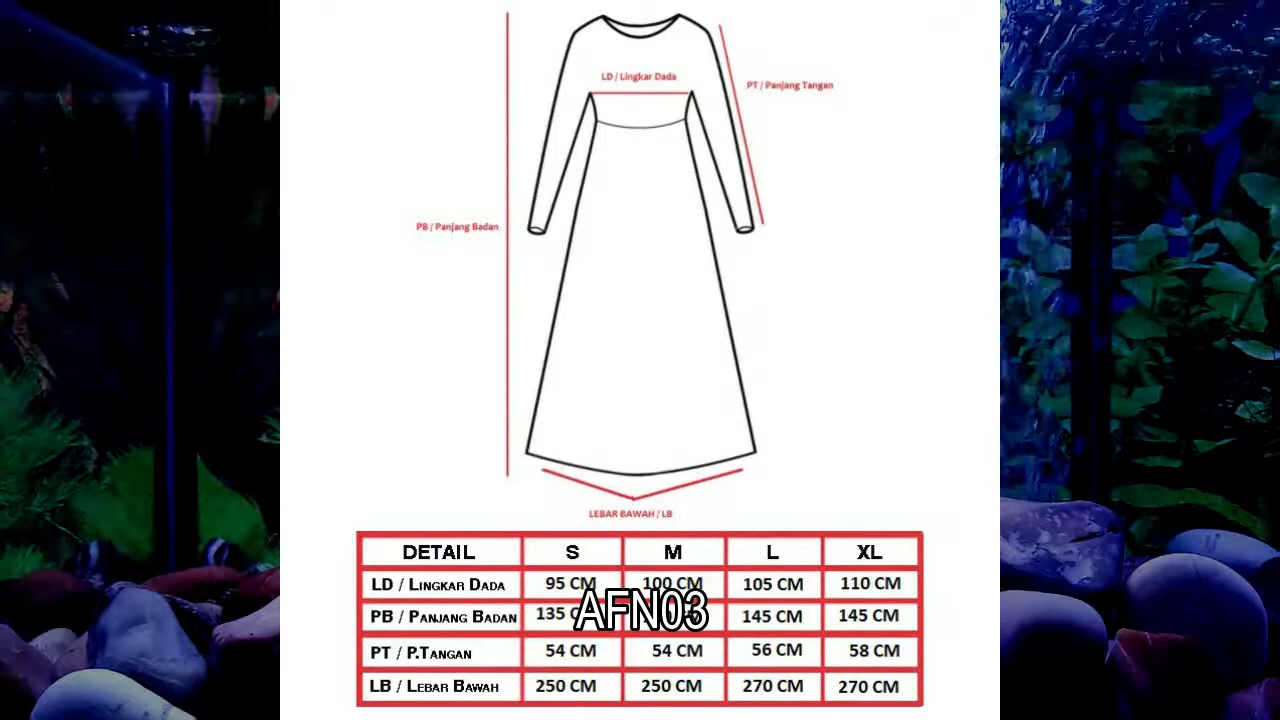 LD / Lingkar Dada
PT / Panjang Tangan
PB / Panjang Badan
LEBAR BAWAH / LB
DETAIL S M L XL
LD / LINGKAR DADA 95 CM 100 CM 105 CM 110 CM
PB / PANJANG BADAN 135 145 CM 145 CM
AFN03
PT / P.TANGAN 54 CM 54 CM 56 CM 58 CM
LB / LEBAR BAWAH 250 CM 250 CM 270 CM 270 CM